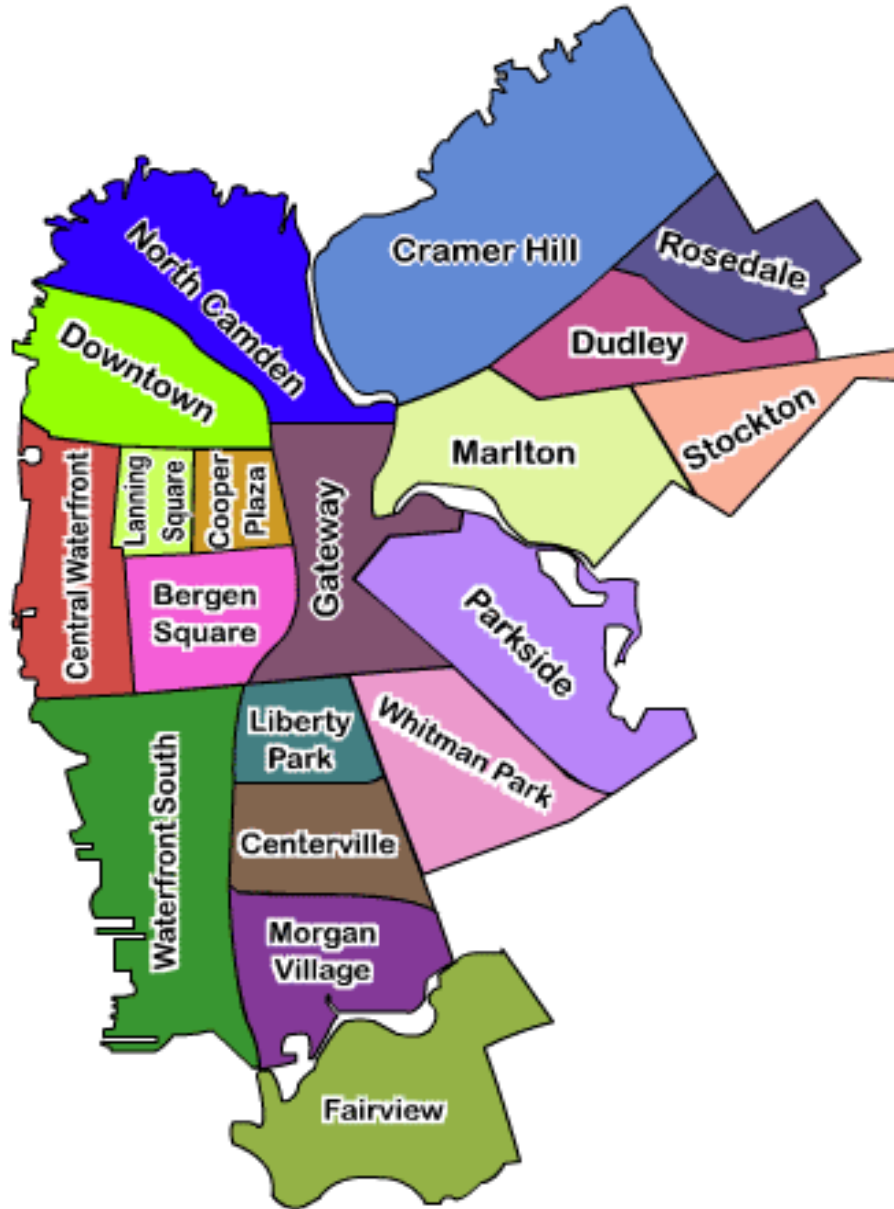 North Camden
Cramer Hill
Rosedale
Dudley
Downtown
Stockton
Marlton
Central Waterfront
Lanning
Square
Cooper
Plaza
Gateway
Bergen
Square
Parkside
Liberty
Park
Whitman Park
Waterfront South
Centerville
Morgan
Village
Fairview